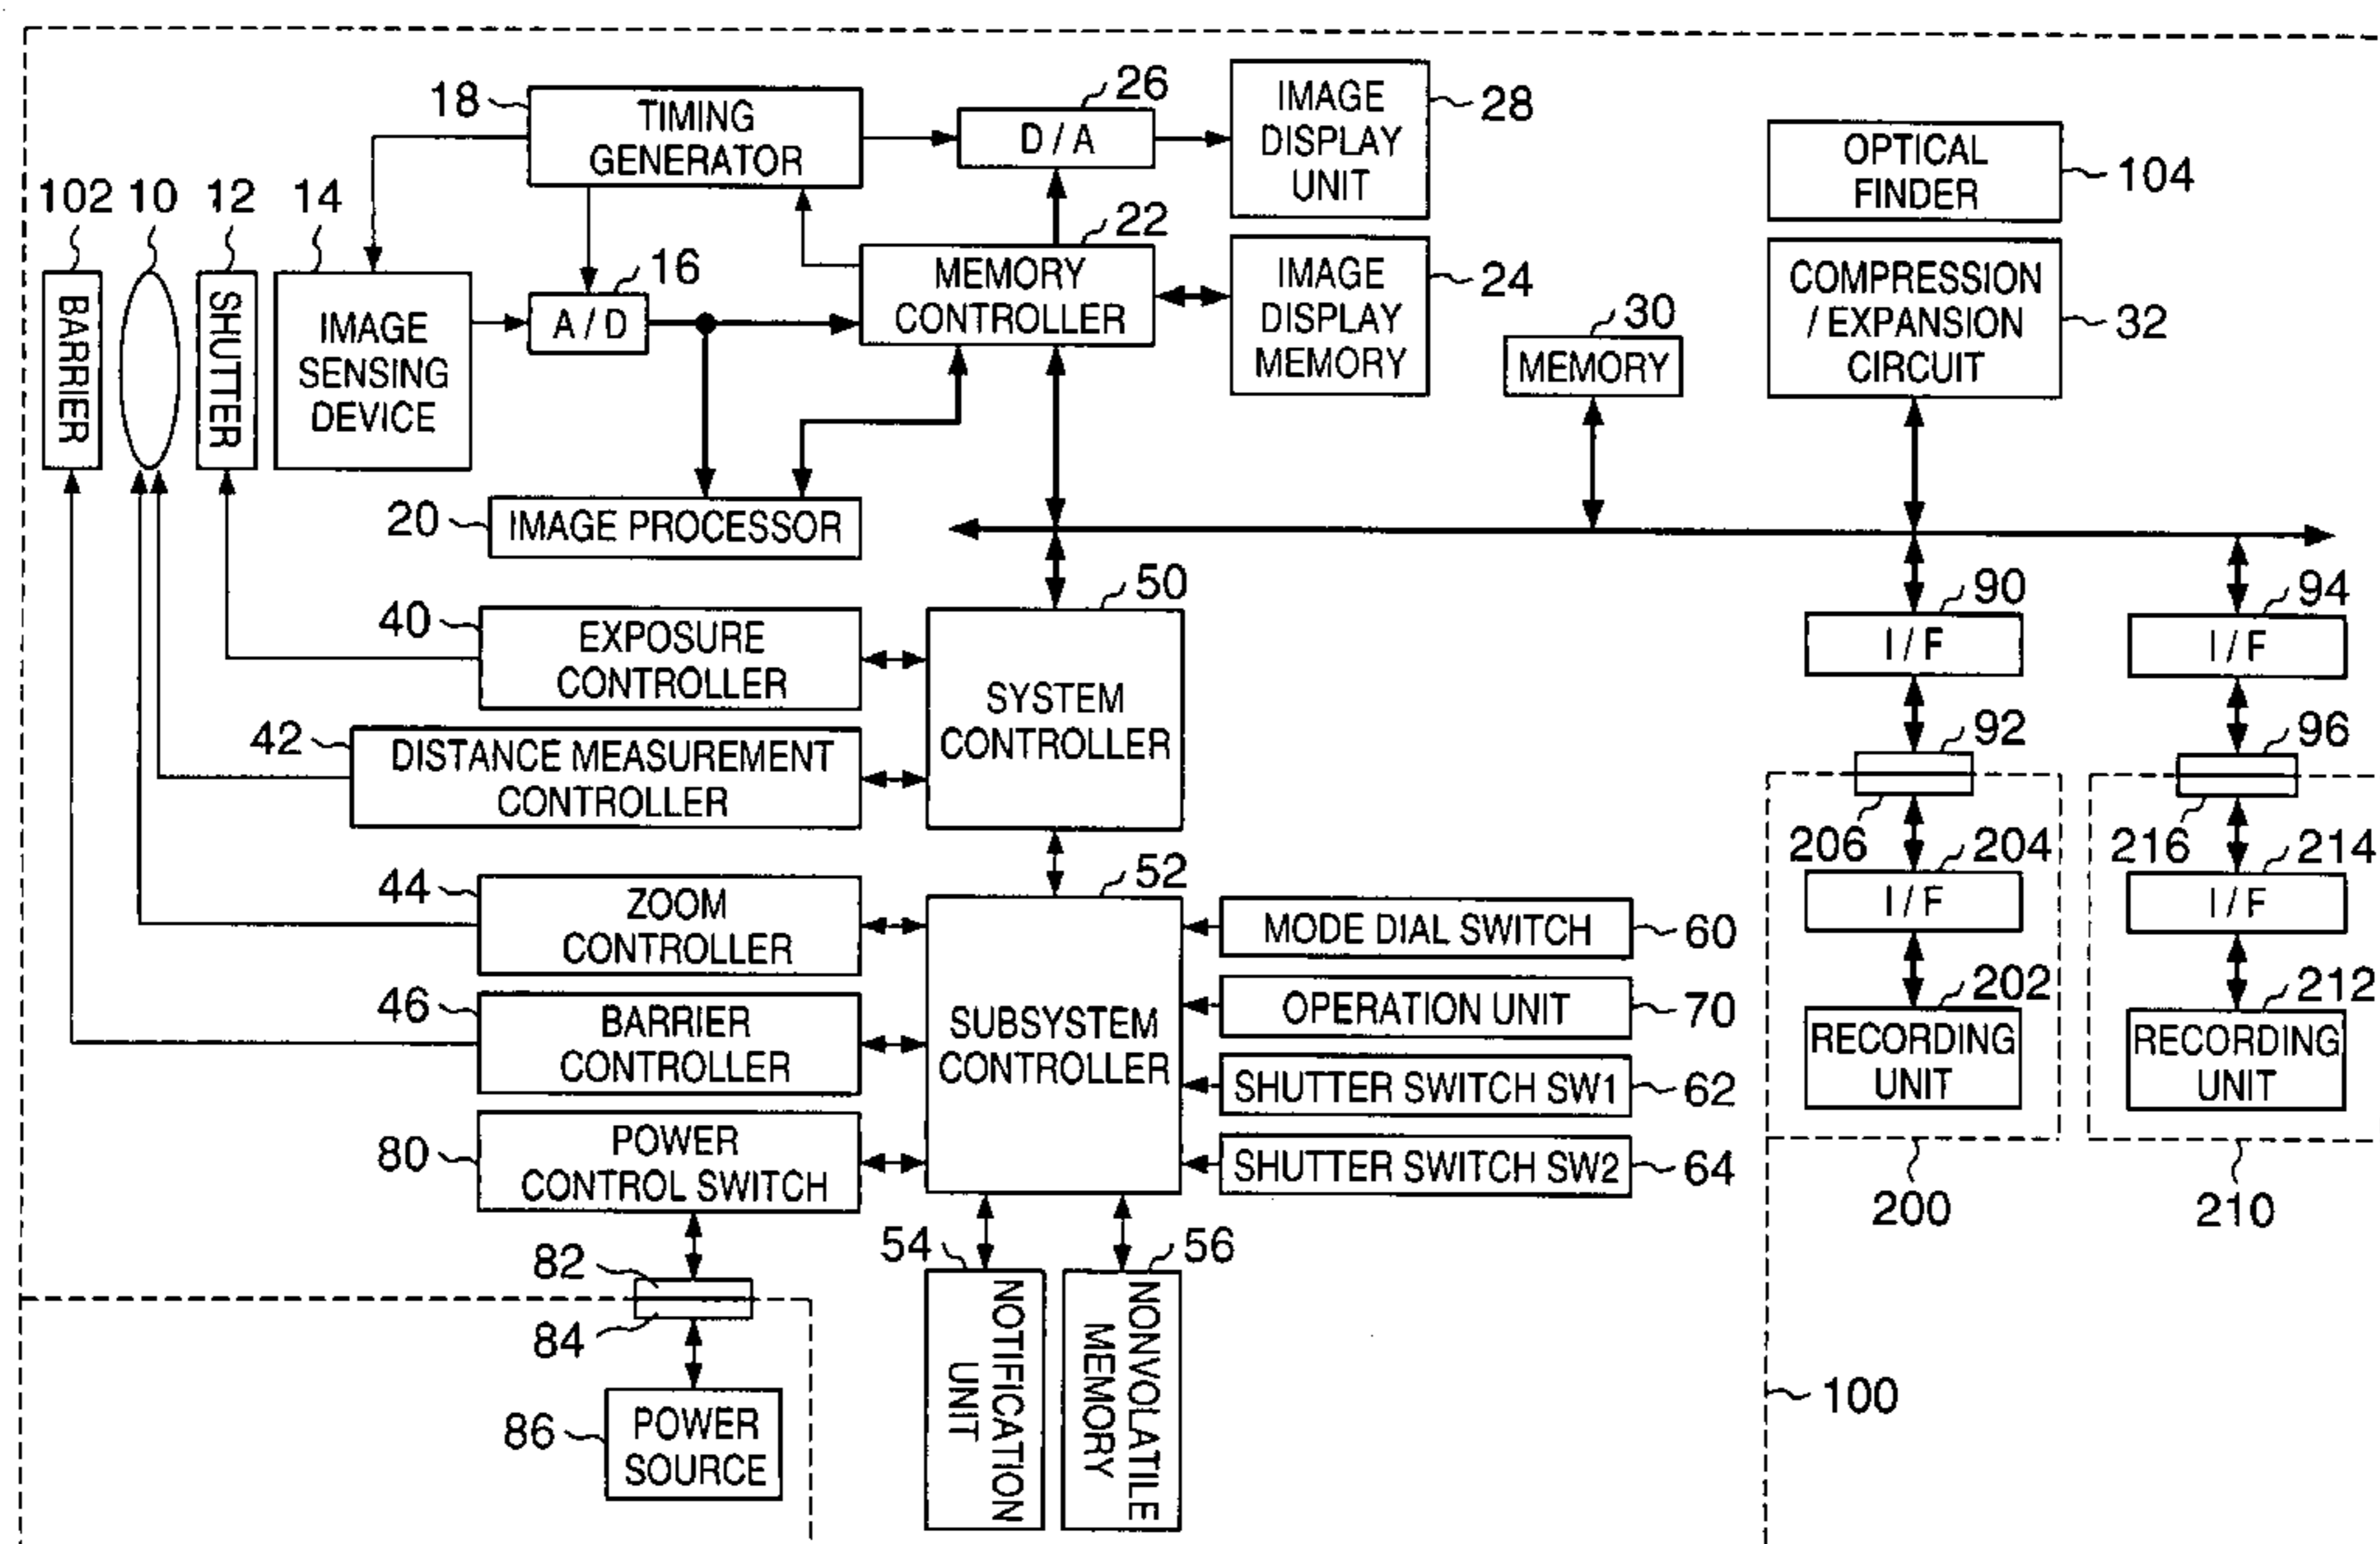 18
TIMING
GENERATOR
26
D / A
IMAGE
DISPLAY
UNIT
28
OPTICAL
FINDER
104
102
10
12
14
BARRIER
SHUTTER
IMAGE
SENSING
DEVICE
16
A / D
22
MEMORY
CONTROLLER
IMAGE
DISPLAY
MEMORY
24
30
MEMORY
COMPRESSION
/ EXPANSION
CIRCUIT
32
20
IMAGE PROCESSOR
40
EXPOSURE
CONTROLLER
50
SYSTEM
CONTROLLER
42
DISTANCE MEASUREMENT
CONTROLLER
90
I / F
94
I / F
92
96
206
204
I / F
216
214
I / F
202
RECORDING
UNIT
212
RECORDING
UNIT
200
210
44
ZOOM
CONTROLLER
52
SUBSYSTEM
CONTROLLER
MODE DIAL SWITCH
60
46
BARRIER
CONTROLLER
OPERATION UNIT
70
SHUTTER SWITCH SW1
62
80
POWER
CONTROL SWITCH
SHUTTER SWITCH SW2
64
82
84
86
POWER
SOURCE
54
NOTIFICATION
UNIT
56
NONVOLATILE
MEMORY
100